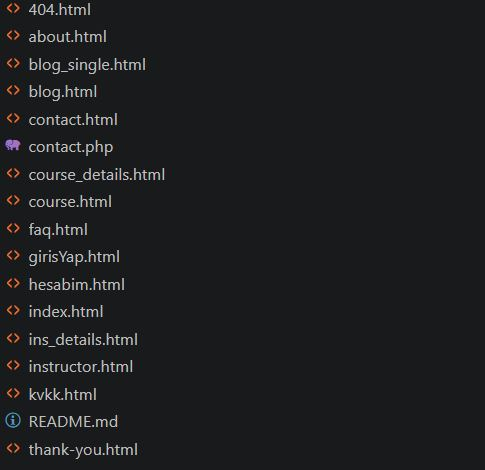 404.html
about.html
blog_single.html
blog.html
contact.html
contact.php
course_details.html
course.html
faq.html
girisYap.html
hesabim.html
index.html
ins_details.html
instructor.html
kvkk.html
README.md
thank-you.html